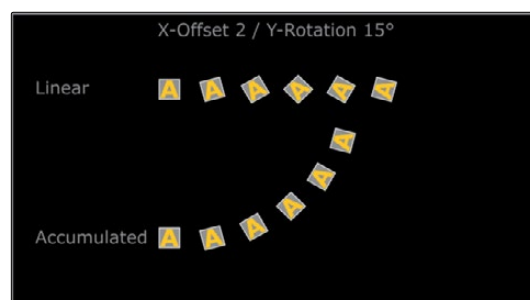 X-Offset 2 / Y-Rotation 15°
Linear A A A A A A
Accumulated A A A A A A